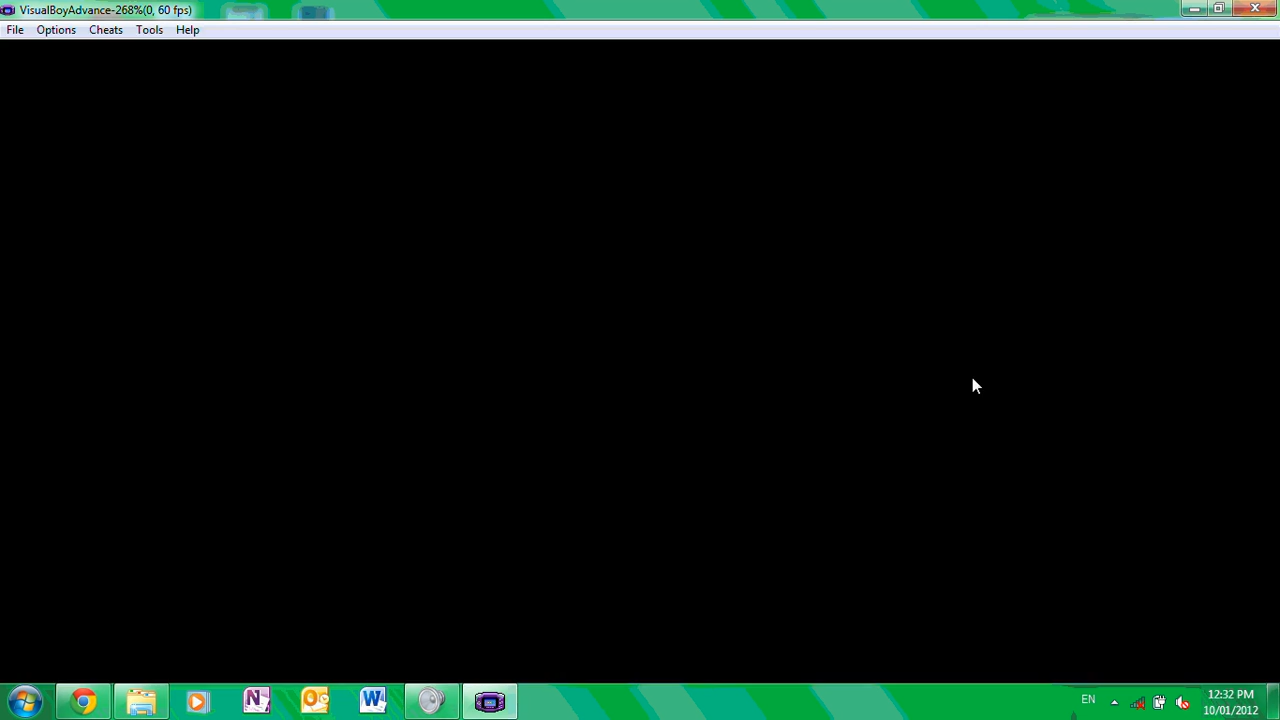 VisualBoyAdvance-268%(0, 60 fps)
File Options Cheats Tools Help
N W
EN
12:32 PM
10/01/2012